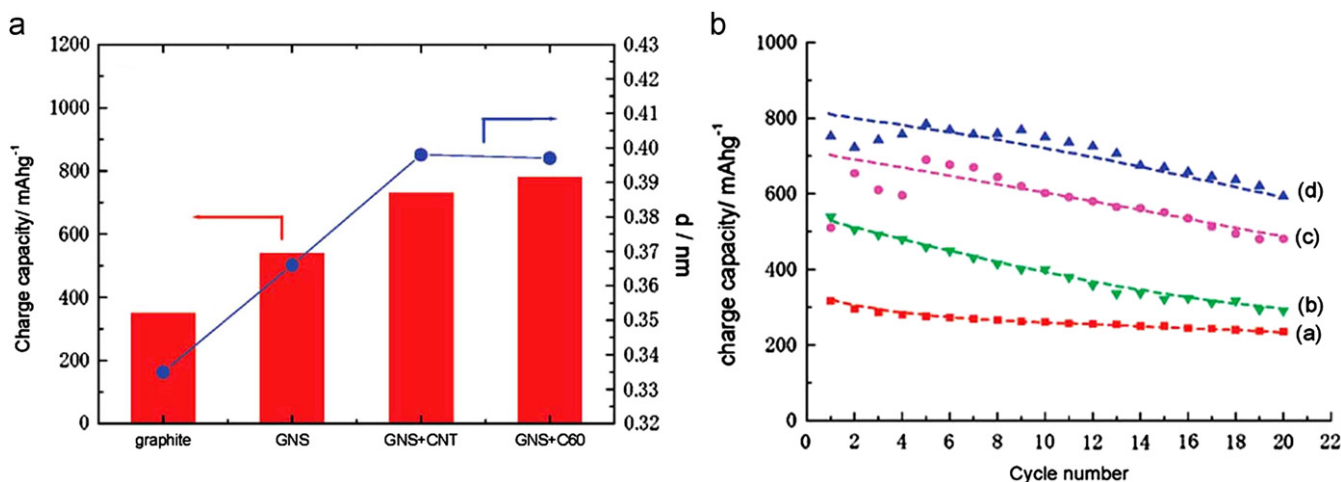 a
1200
1000
800
600
400
200
0
Charge capacity/ mAhg⁻¹
graphite GNS GNS+CNT GNS+C60
0.43
0.42
0.41
0.40
0.39
0.38
0.37
0.36
0.35
0.34
0.33
0.32
d / nm
b
1000
800
600
400
200
0
charge capacity/ mAhg⁻¹
(d)
(c)
(b)
(a)
0 2 4 6 8 10 12 14 16 18 20 22
Cycle number